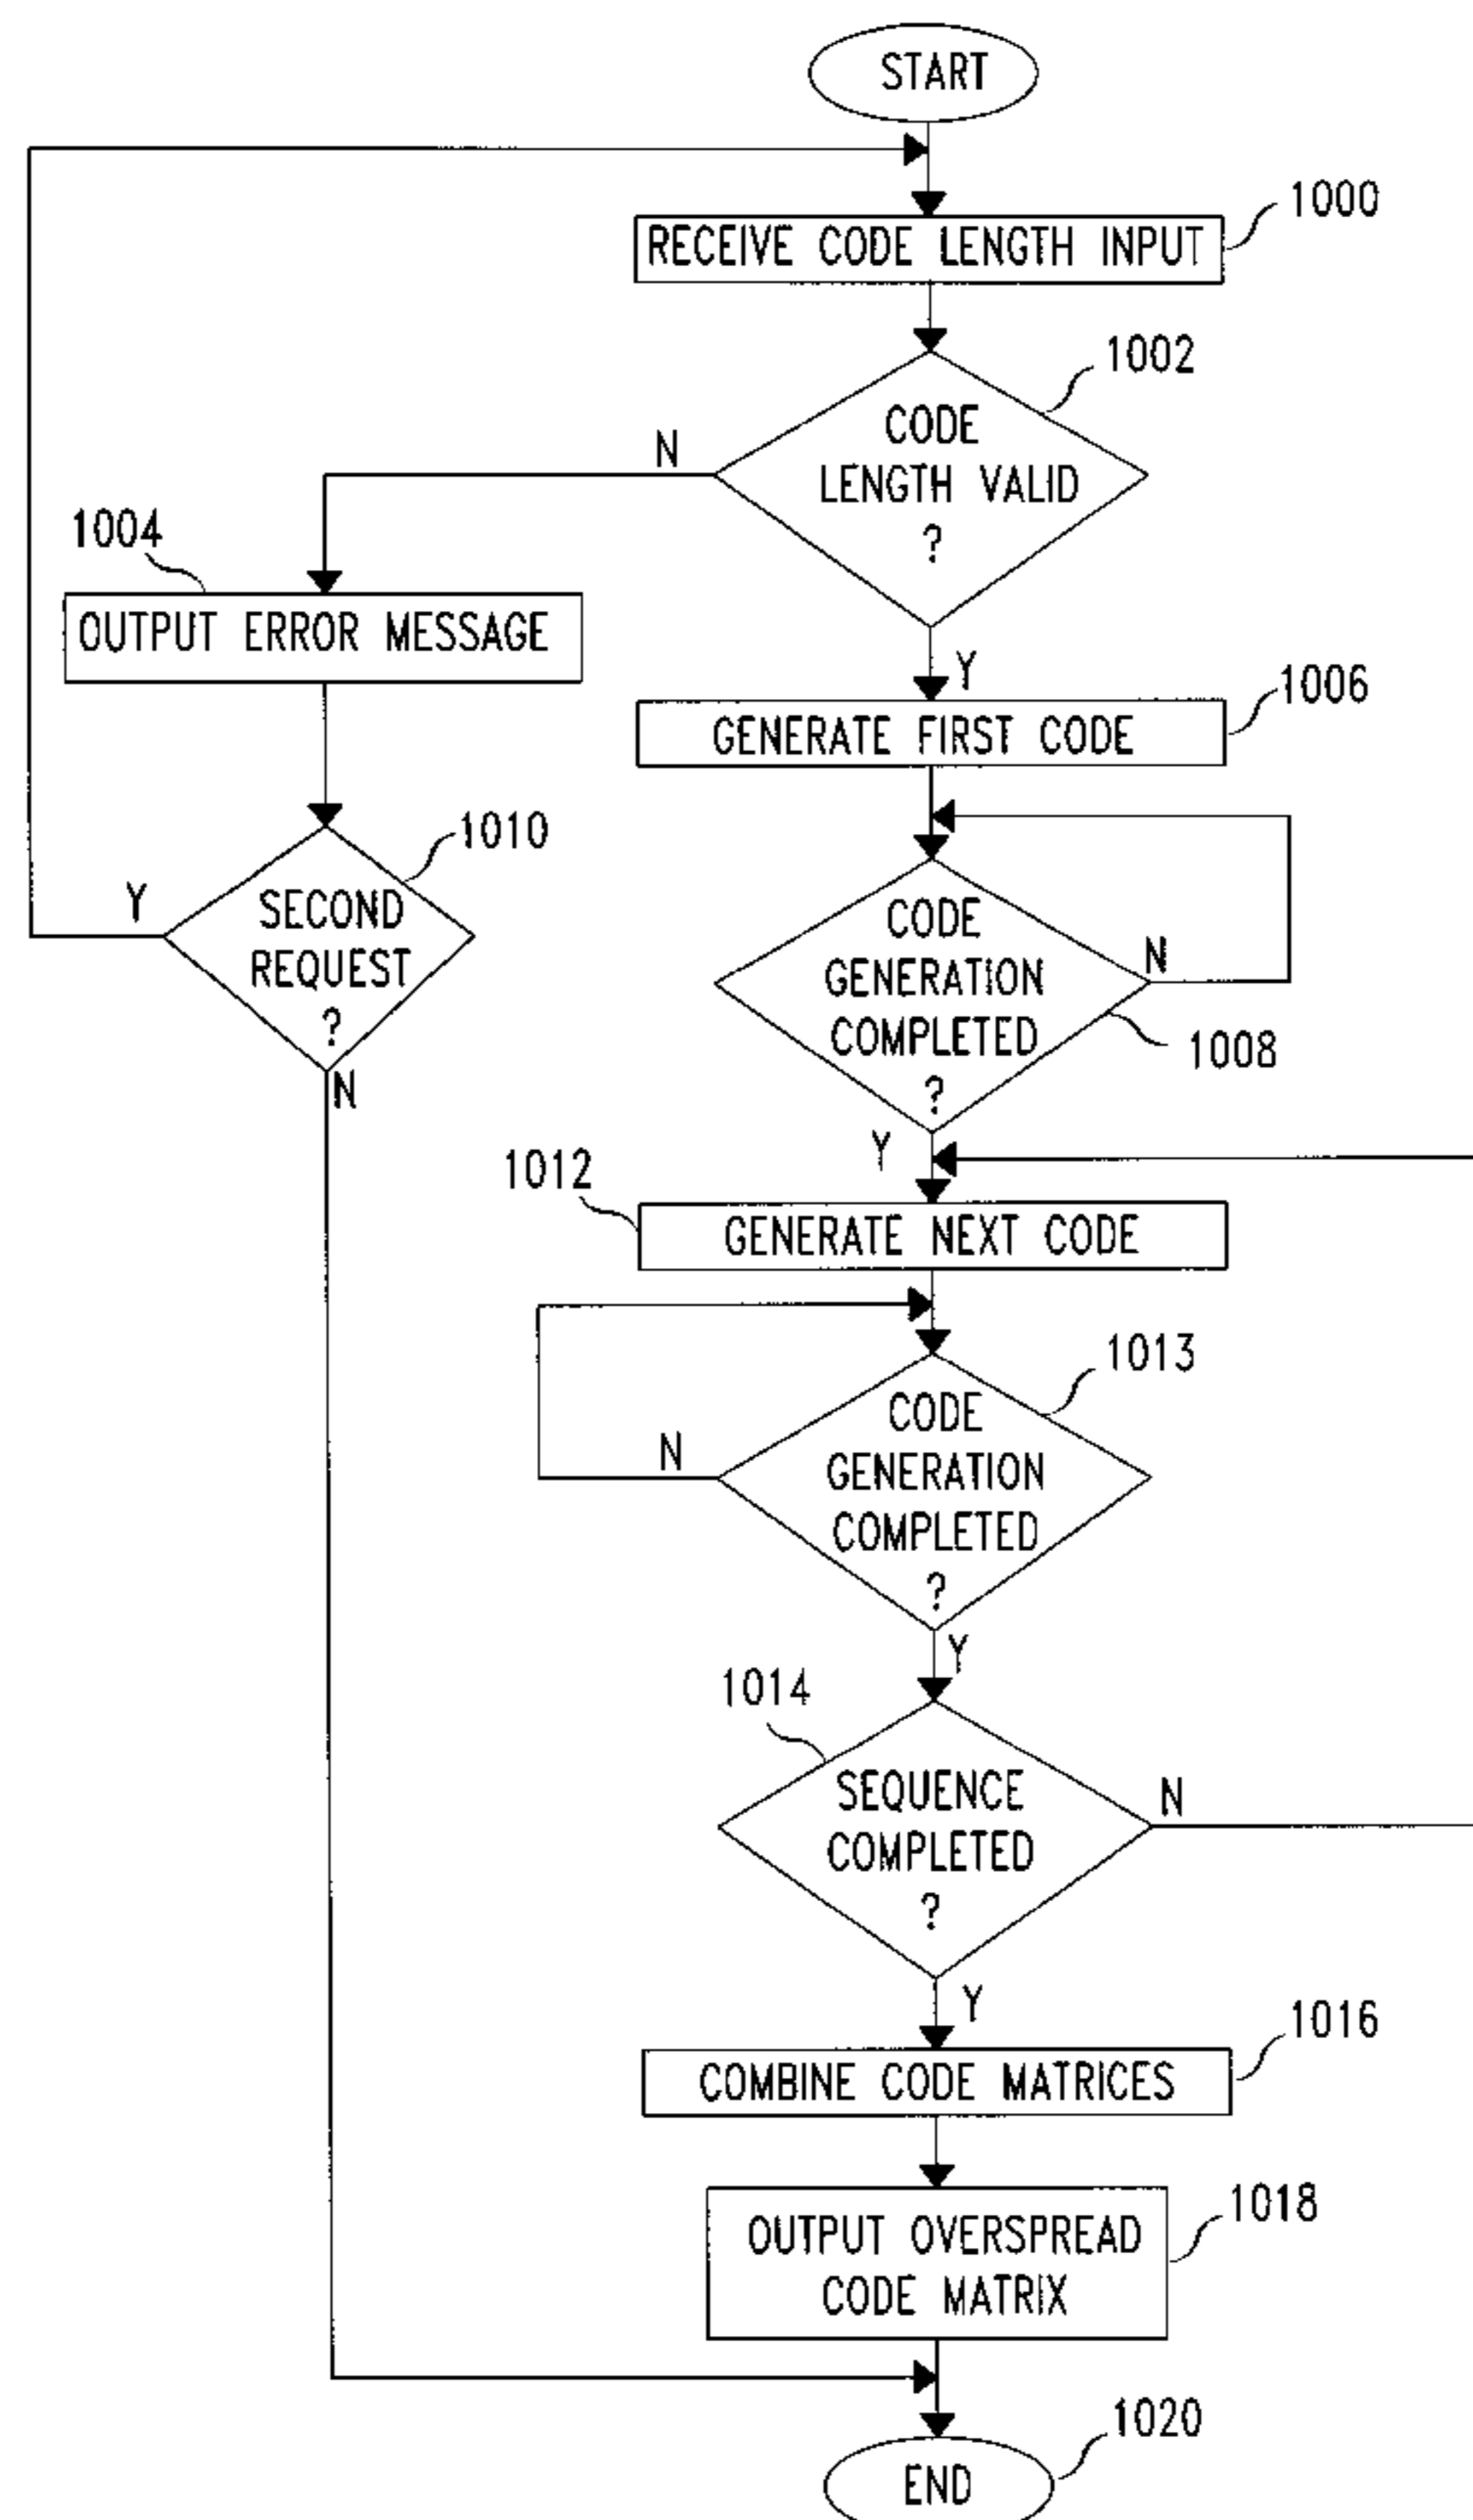 START
1000
RECEIVE CODE LENGTH INPUT
1002
CODE
LENGTH VALID
?
N
1004
OUTPUT ERROR MESSAGE
Y
1006
GENERATE FIRST CODE
1010
SECOND
REQUEST
?
Y
N
CODE
GENERATION
COMPLETED
?
N
1008
Y
1012
GENERATE NEXT CODE
1013
CODE
GENERATION
COMPLETED
?
N
Y
1014
SEQUENCE
COMPLETED
?
N
Y
1016
COMBINE CODE MATRICES
1018
OUTPUT OVERSPREAD
CODE MATRIX
1020
END